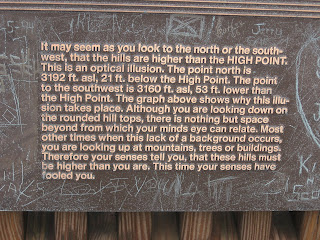 It may seem as you look to the north or the south-
west, that the hills are higher than the HIGH POINT.
This is an optical illusion. The point north is
3192 ft. asl, 21 ft. below the High Point. The point
to the southwest is 3160 ft. asl, 53 ft. lower than
the High Point. The graph above shows why this illu-
sion takes place. Although you are looking down on
the rounded hill tops, there is nothing but space
beyond from which your minds eye can relate. Most
other times when this lack of a background occurs,
you are looking up at mountains, trees or buildings.
Therefore your senses tell you, that these hills must
be higher than you are. This time your senses have
fooled you.